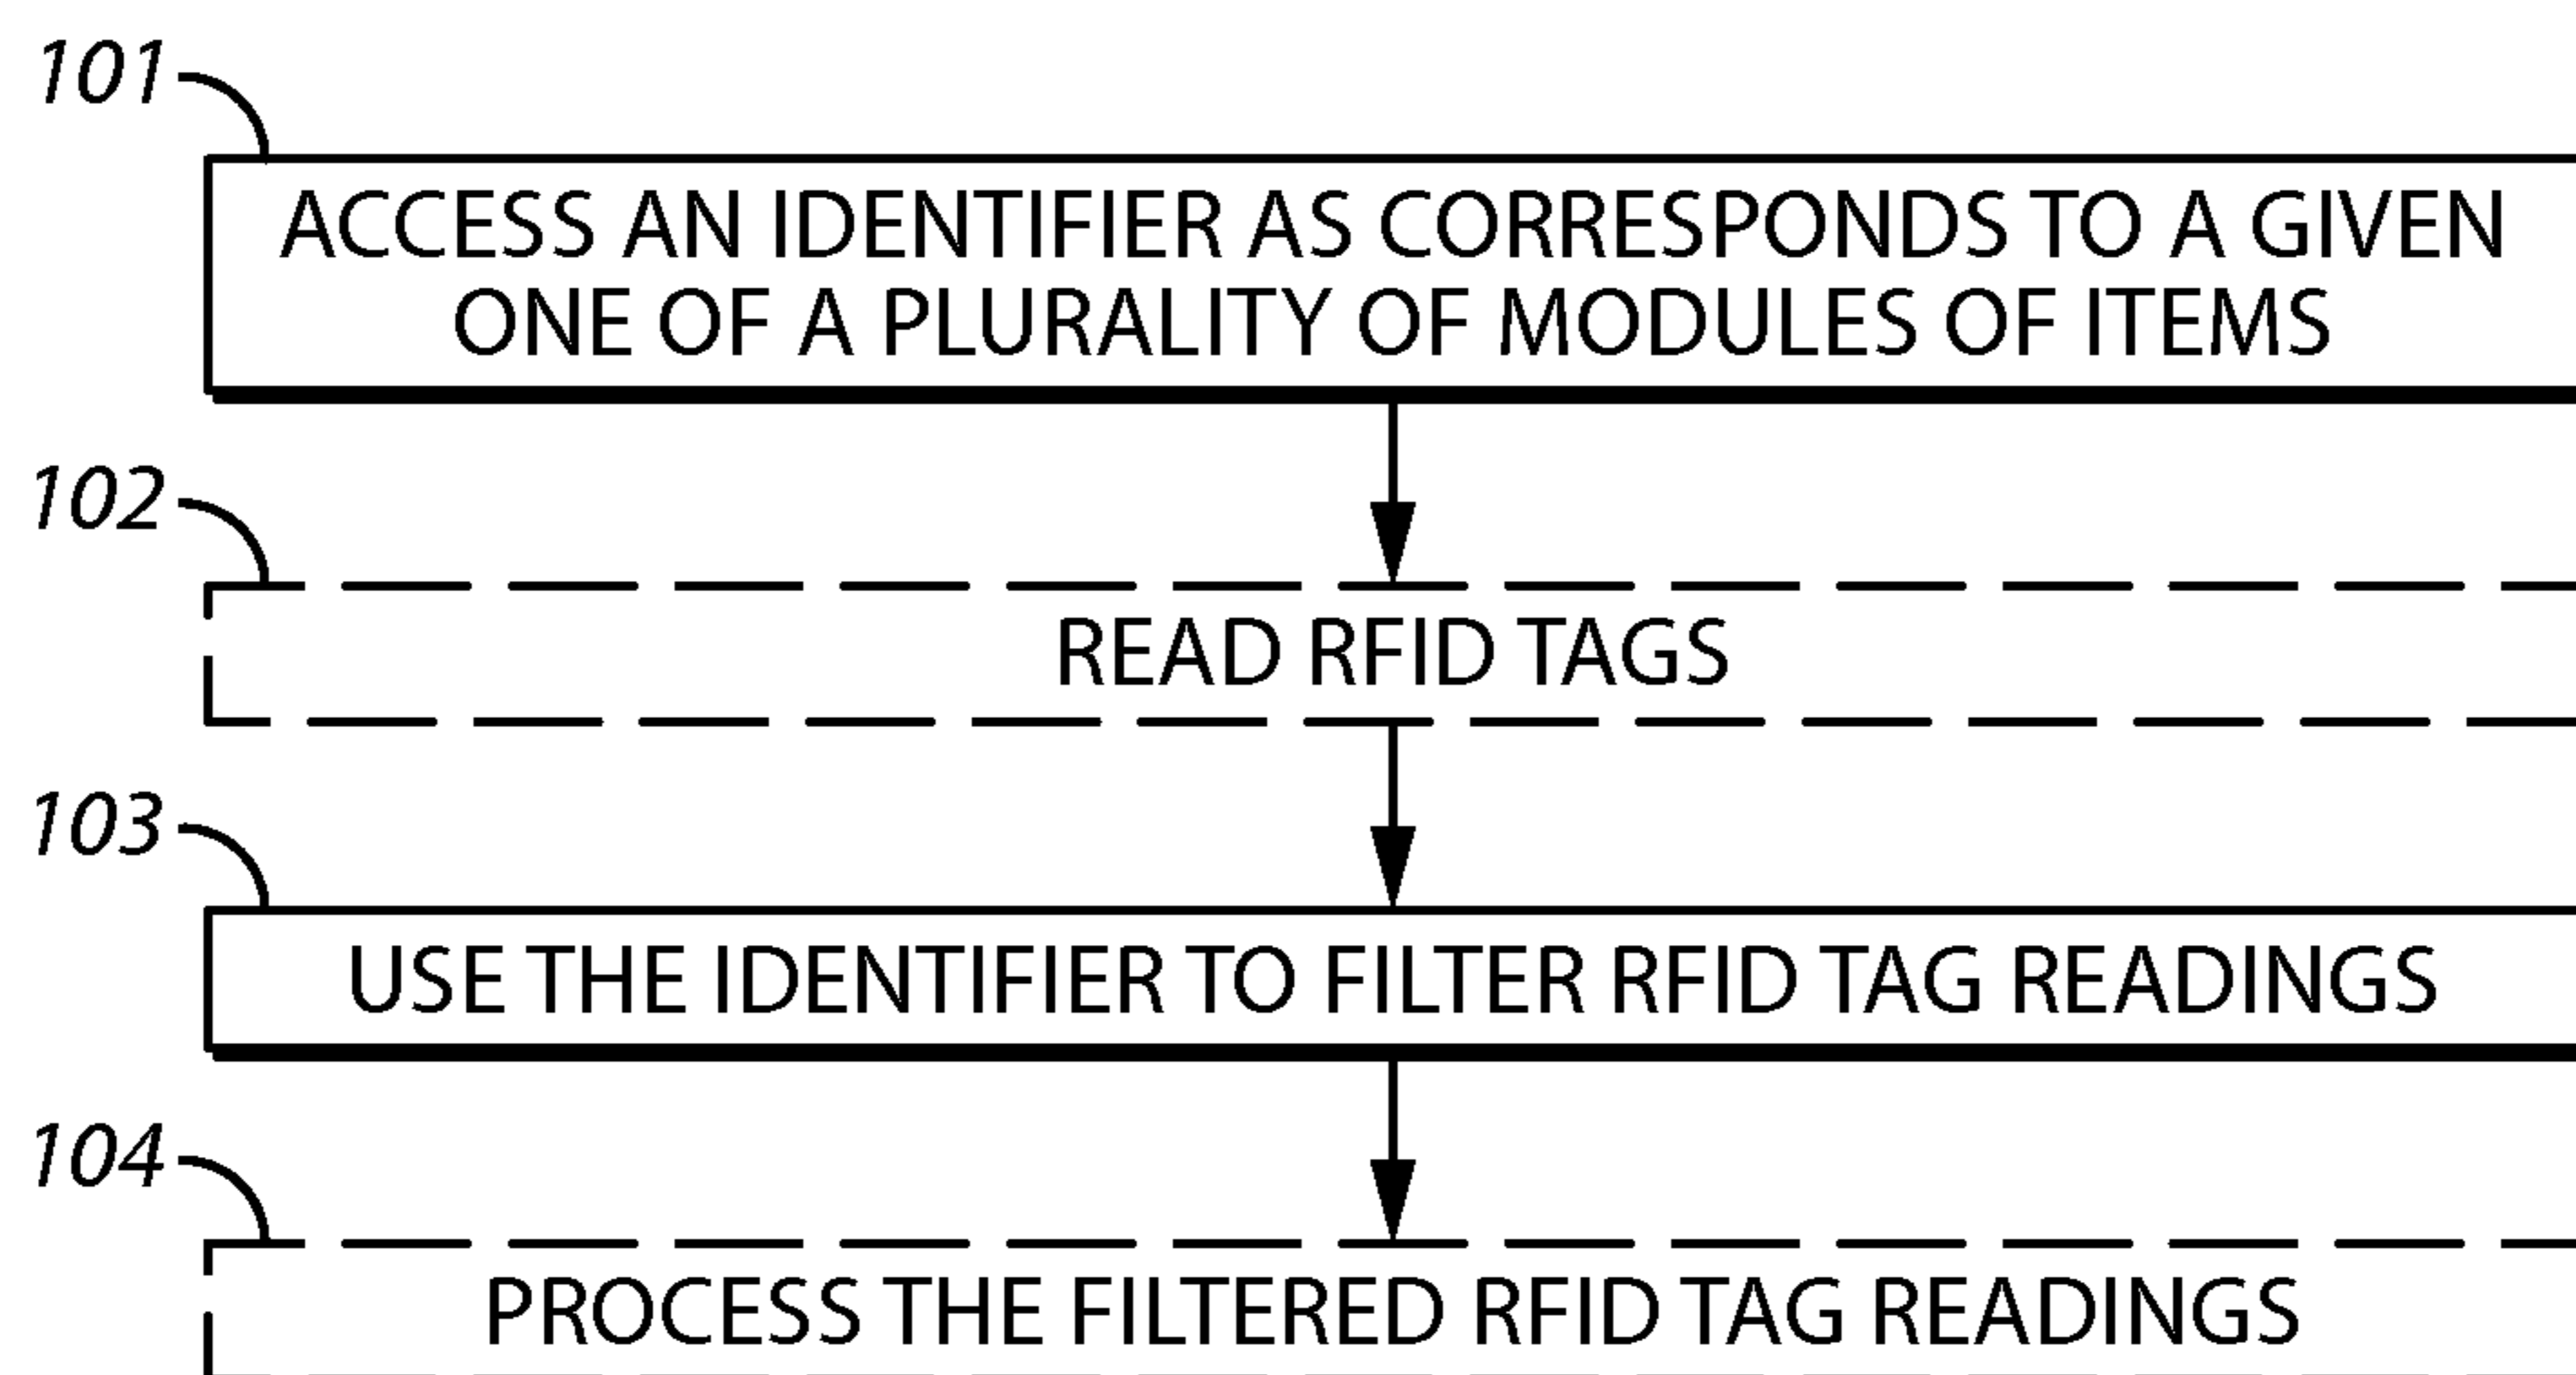 101
ACCESS AN IDENTIFIER AS CORRESPONDS TO A GIVEN
ONE OF A PLURALITY OF MODULES OF ITEMS
102
READ RFID TAGS
103
USE THE IDENTIFIER TO FILTER RFID TAG READINGS
104
PROCESS THE FILTERED RFID TAG READINGS